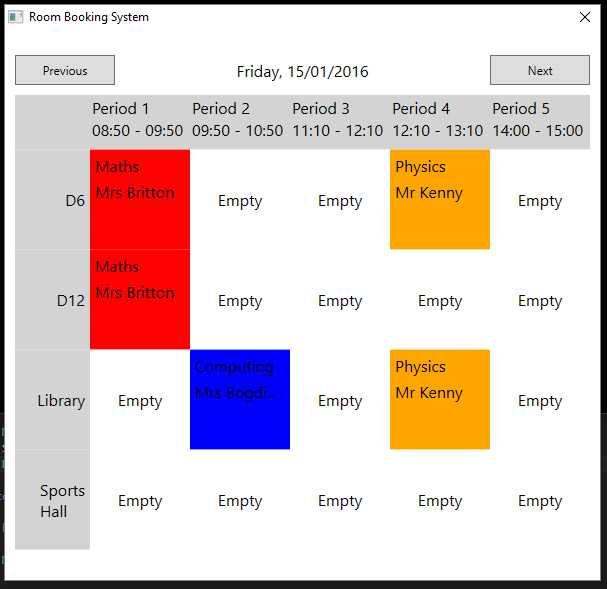 Room Booking System
Previous
Friday, 15/01/2016
Next
Period 1 Period 2 Period 3 Period 4 Period 5
08:50 - 09:50 09:50 - 10:50 11:10 - 12:10 12:10 - 13:10 14:00 - 15:00
D6
Maths
Mrs Britton
Empty
Empty
Physics
Mr Kenny
Empty
D12
Maths
Mrs Britton
Empty
Empty
Empty
Empty
Library
Empty
Computing
Mrs Bogdi...
Empty
Physics
Mr Kenny
Empty
Sports
Hall
Empty
Empty
Empty
Empty
Empty